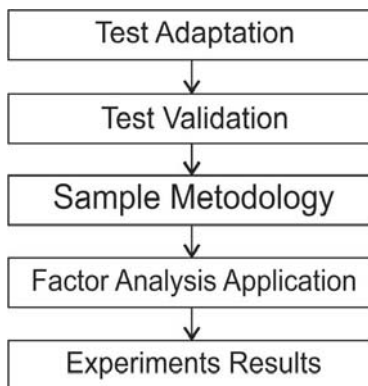 Test Adaptation
Test Validation
Sample Metodology
Factor Analysis Application
Experiments Results